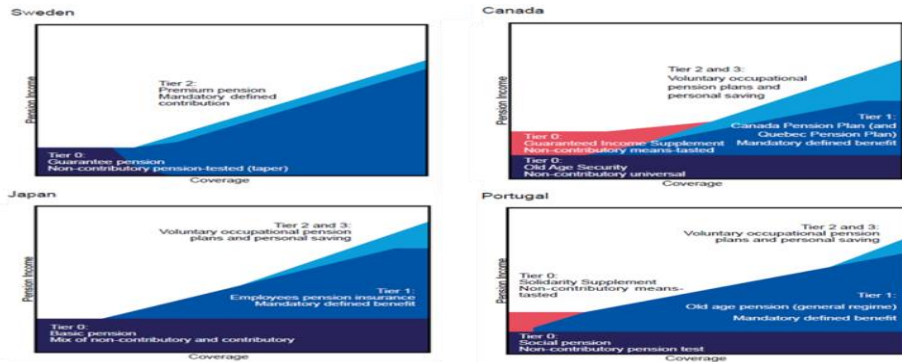 Sweden
Pension Income
Tier 2:
Premium pension
Mandatory defined
contribution
Tier 0:
Guarantee pension
Non-contributory pension-tested (taper)
Coverage
Canada
Pension Income
Tier 2 and 3:
Voluntary occupational
pension plans and
personal saving
Tier 1:
Canada Pension Plan (and
Quebec Pension Plan)
Mandatory defined benefit
Tier 0:
Guaranteed Income Supplement
Non-contributory means-tasted
Tier 0:
Old Age Security
Non-contributory universal
Coverage
Japan
Pension Income
Tier 2 and 3:
Voluntary occupational pension
plans and personal saving
Tier 1:
Employees pension insurance
Mandatory defined benefit
Tier 0:
Basic pension
Mix of non-contributory and contributory
Coverage
Portugal
Pension Income
Tier 2 and 3:
Voluntary occupational pension
plans and personal saving
Tier 0:
Solidarity Supplement
Non-contributory means-
tasted
Tier 1:
Old age pension (general regime)
Mandatory defined benefit
Tier 0:
Social pension
Non-contributory pension test
Coverage